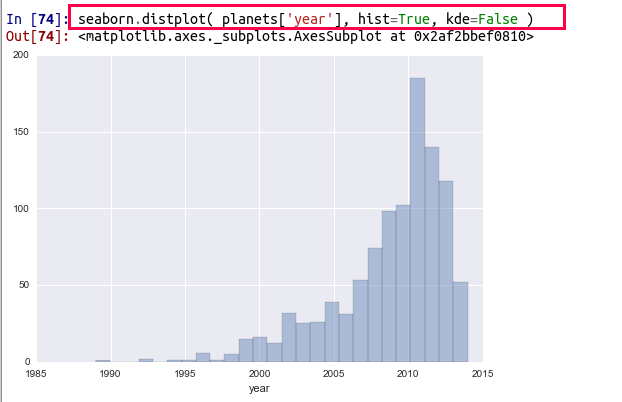 In [74]: seaborn.distplot( planets['year'], hist=True, kde=False )
Out[74]: <matplotlib.axes._subplots.AxesSubplot at 0x2af2bbef0810>
200
150
100
50
0
1985 1990 1995 2000 2005 2010 2015
year